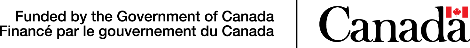 Funded by the Government of Canada
Financé par le gouvernement du Canada
Canada